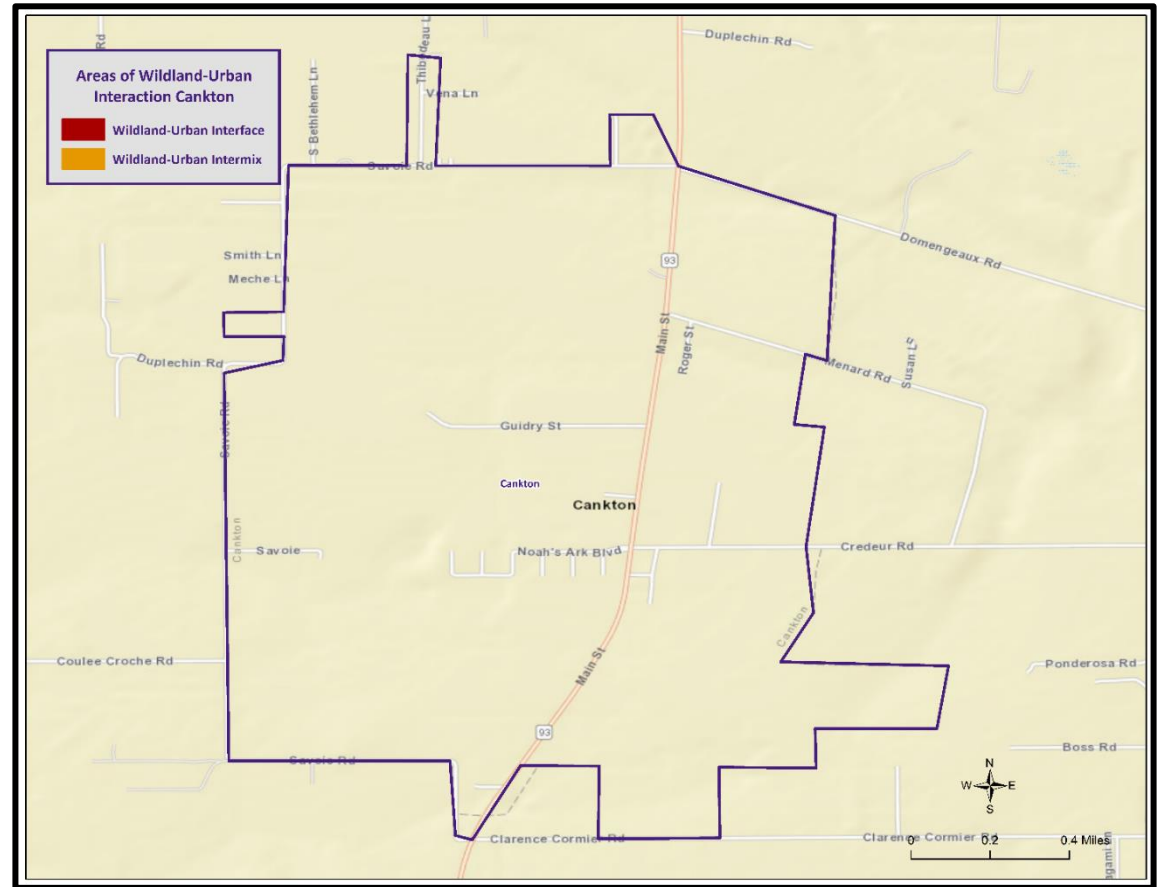 Rd
Areas of Wildland-Urban
Interaction Cankton
Wildland-Urban Interface
Wildland-Urban Intermix
Duplechin Rd
Vena Ln
S Bethlehem Ln
Savoie Rd
Smith Ln
Meche Ln
93
Domengeaux Rd
Main St
Roger St
Duplechin Rd
Menard Rd
Susan Ln
Savoie Rd
Guidry St
Cankton
Cankton
Cankton
Savoie
Noah's Ark Blvd
Credeur Rd
Cankton
Coulee Croche Rd
Main St
Ponderosa Rd
93
Boss Rd
Savoie Rd
N
W E
S
Clarence Cormier Rd
Clarence Cormier Rd
0 0.2 0.4 Miles